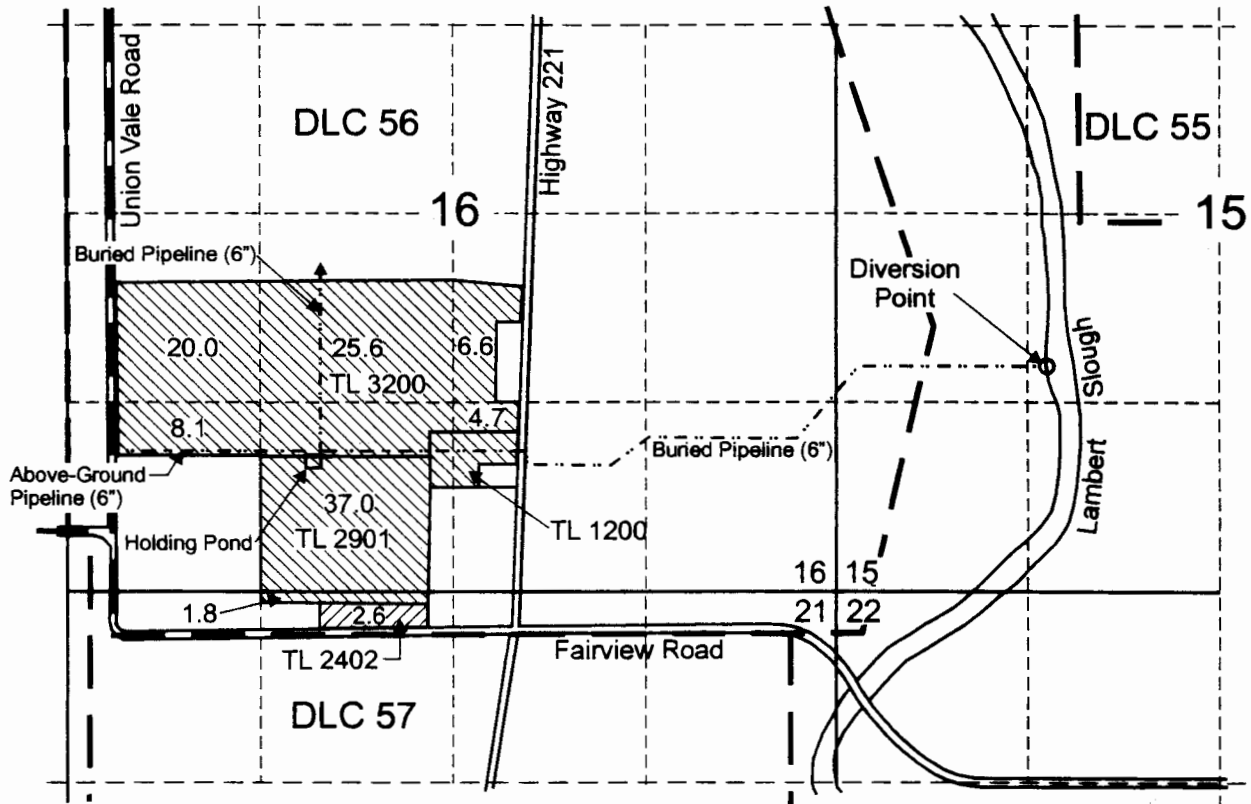 Union Vale Road
DLC 56
Highway 221
DLC 55
16
15
Buried Pipeline (6")
Diversion
Point
20.0
25.6
6.6
TL 3200
Slough
Lambert
8.1
4.7
Above-Ground
Pipeline (6")
Buried Pipeline (6")
37.0
TL 2901
Holding Pond
TL 1200
16
15
21
22
1.8
2.6
TL 2402
Fairview Road
DLC 57